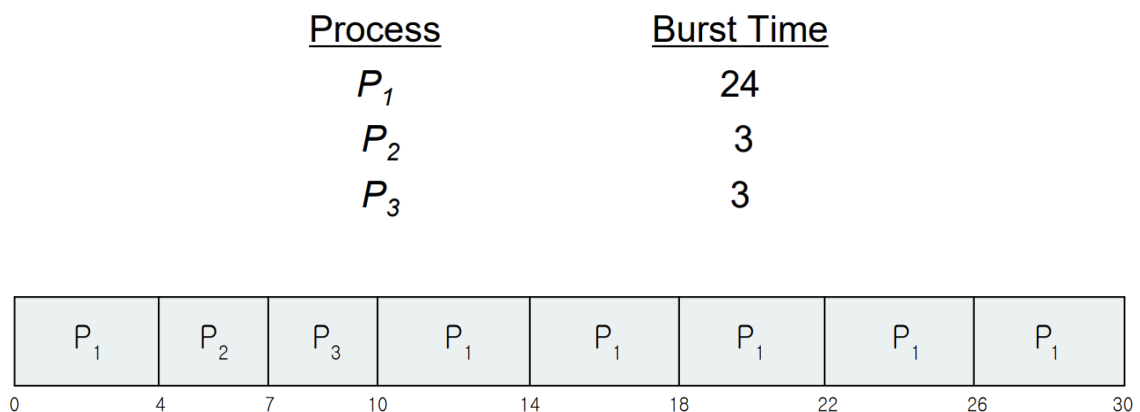 Process Burst Time
P1 24
P2 3
P3 3
P1 P2 P3 P1 P1 P1 P1 P1
0 4 7 10 14 18 22 26 30